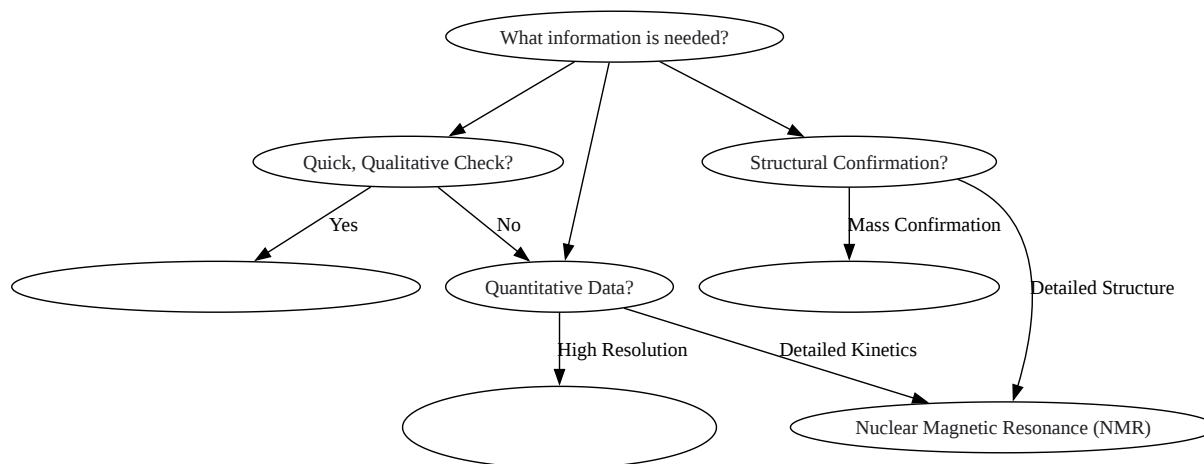 What information is needed?
Quick, Qualitative Check?
Structural Confirmation?
Yes
No
Mass Confirmation
Quantitative Data?
Detailed Structure
High Resolution
Detailed Kinetics
Nuclear Magnetic Resonance (NMR)